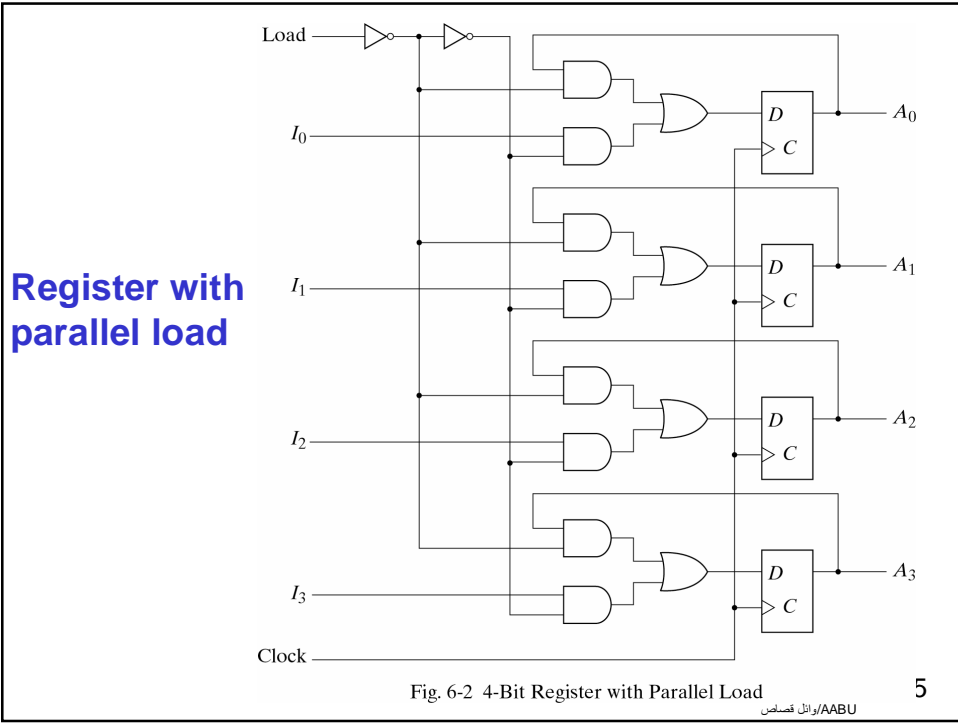 Load
I0
D
C
A0
I1
D
C
A1
Register with
parallel load
I2
D
C
A2
I3
D
C
A3
Clock
Fig. 6-2 4-Bit Register with Parallel Load
5
وائل قصاص/AABU